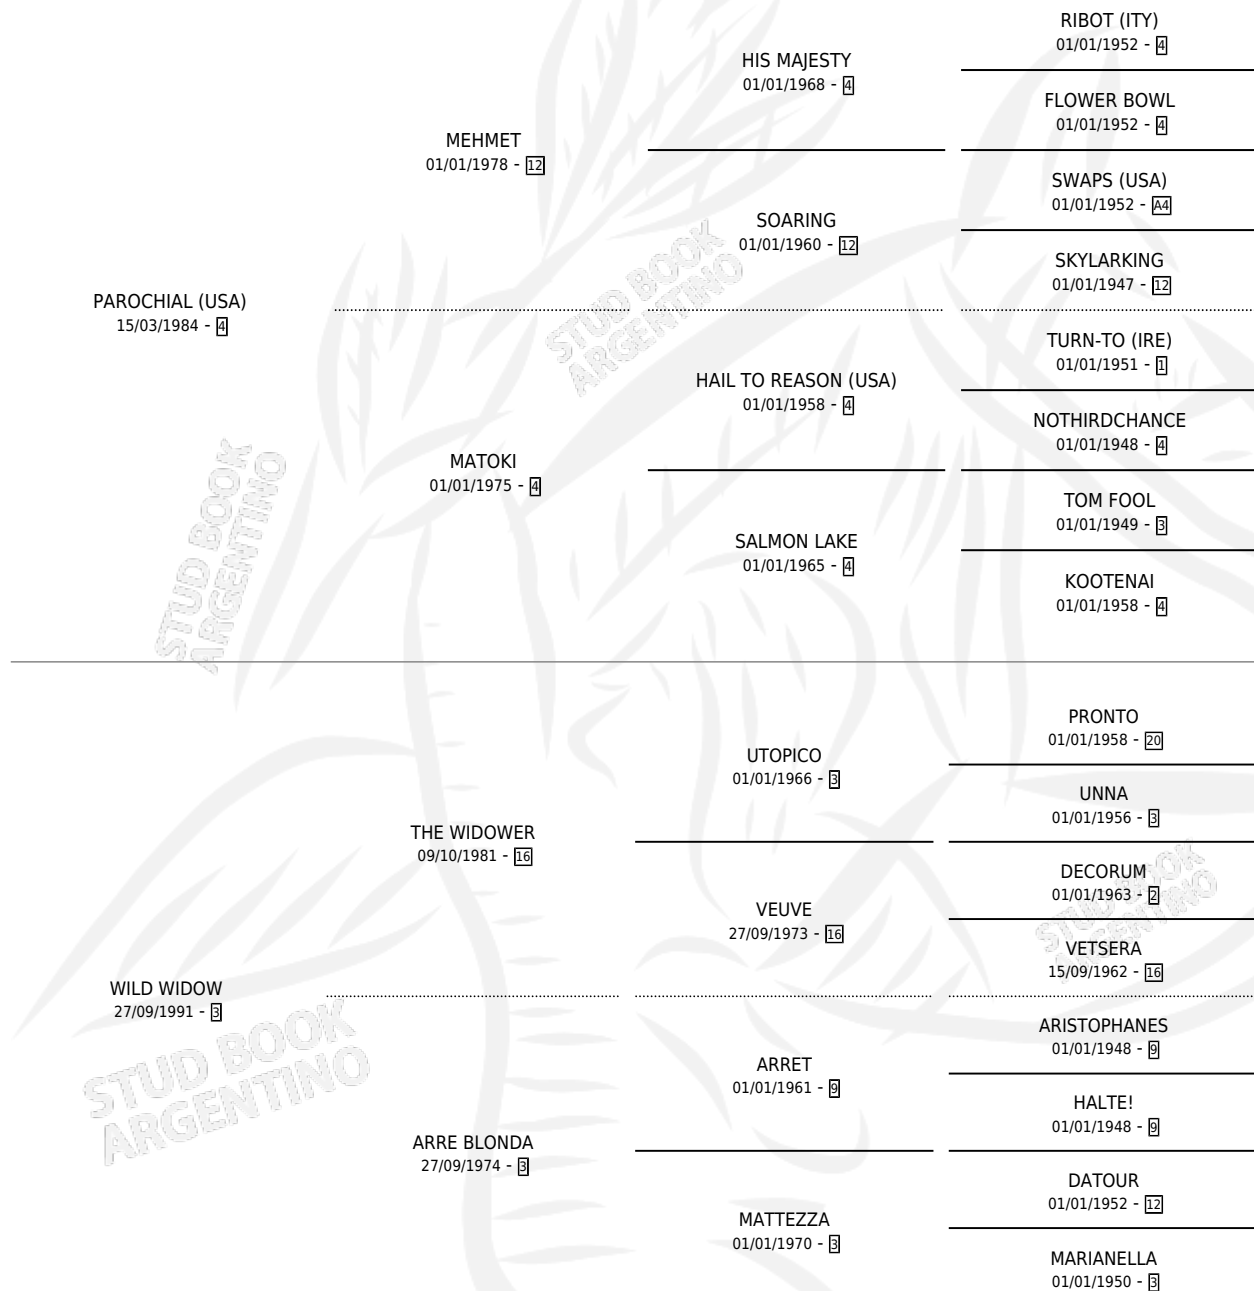 RIBOT (ITY)
01/01/1952 - 4
HIS MAJESTY
01/01/1968 - 4
FLOWER BOWL
01/01/1952 - 4
MEHMET
01/01/1978 - 12
SWAPS (USA)
01/01/1952 - A4
SOARING
01/01/1960 - 12
SKYLARKING
01/01/1947 - 12
PAROCHIAL (USA)
15/03/1984 - 4
TURN-TO (IRE)
01/01/1951 - 1
HAIL TO REASON (USA)
01/01/1958 - 4
NOTHIRDCHANCE
01/01/1948 - 4
MATOKI
01/01/1975 - 4
TOM FOOL
01/01/1949 - 3
SALMON LAKE
01/01/1965 - 4
KOOTENAI
01/01/1958 - 4
STUD BOOK
ARGENTINO
STUD BOOK
ARGENTINO
PRONTO
01/01/1958 - 20
UTOPICO
01/01/1966 - 3
UNNA
01/01/1956 - 3
THE WIDOWER
09/10/1981 - 16
DECORUM
01/01/1963 - 2
VEUVE
27/09/1973 - 16
VETSERA
15/09/1962 - 16
STUD BOOK
ARGENTINO
WILD WIDOW
27/09/1991 - 3
ARISTOPHANES
01/01/1948 - 9
ARRET
01/01/1961 - 9
HALTE!
01/01/1948 - 9
ARRE BLONDA
27/09/1974 - 3
DATOUR
01/01/1952 - 12
MATTEZZA
01/01/1970 - 3
MARIANELLA
01/01/1950 - 3
STUD BOOK
ARGENTINO